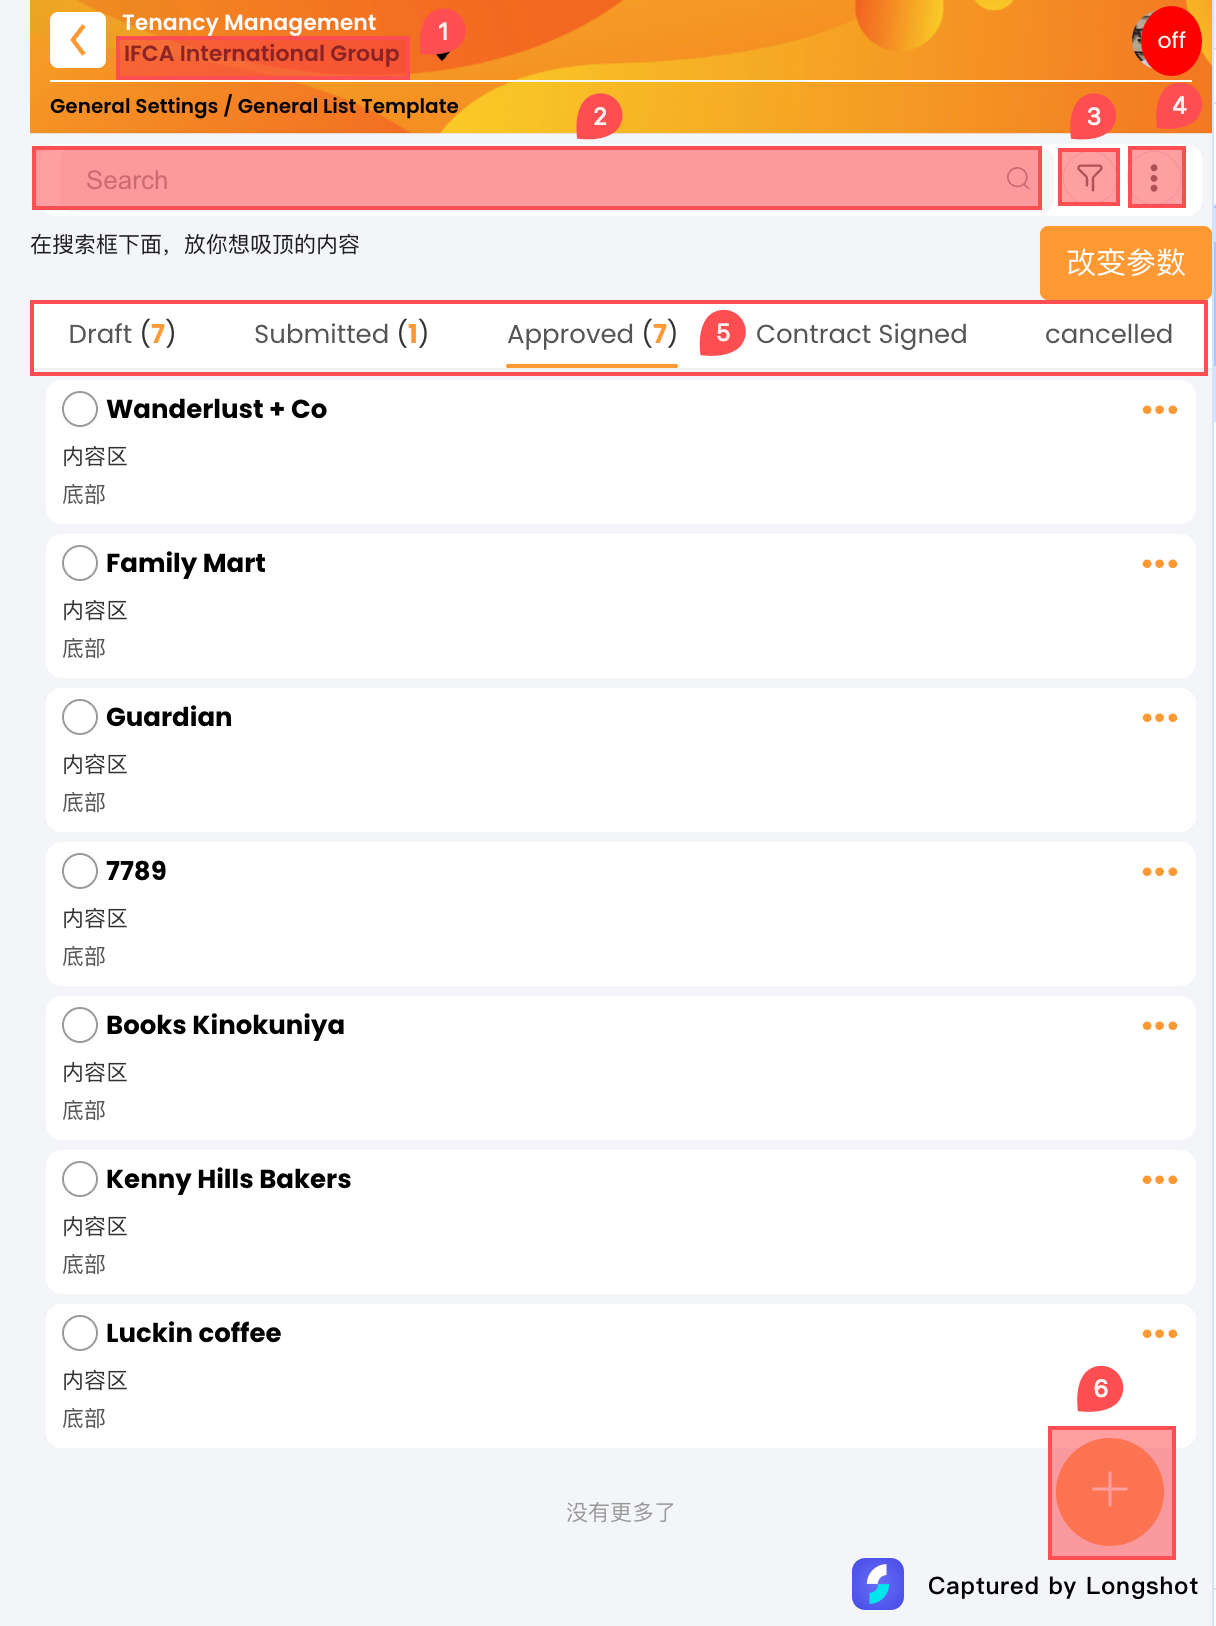 Tenancy Management
IFCA International Group
1
off
General Settings / General List Template
2
3
4
Search
在搜索框下面，放你想吸顶的内容
改变参数
Draft (7)
Submitted (1)
Approved (7)
5
Contract Signed
cancelled
Wanderlust + Co
内容区
底部
Family Mart
内容区
底部
Guardian
内容区
底部
7789
内容区
底部
Books Kinokuniya
内容区
底部
Kenny Hills Bakers
内容区
底部
Luckin coffee
内容区
底部
6
没有更多了
Captured by Longshot